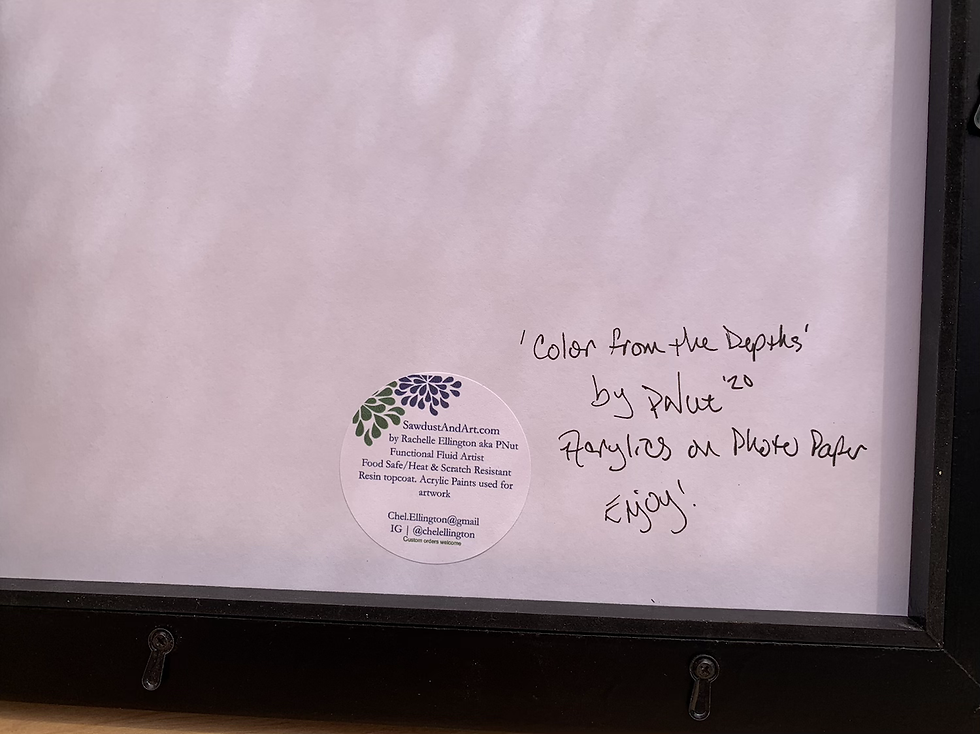 'Color from the Depths'
by PNut '20
Acrylics on Photo Paper
Enjoy!
SawdustAndArt.com
by Rachelle Ellington aka PNut
Functional Fluid Artist
Food Safe/Heat & Scratch Resistant
Resin topcoat. Acrylic Paints used for
artwork
Chel.Ellington@gmail
IG | @chelellington
Custom orders welcome